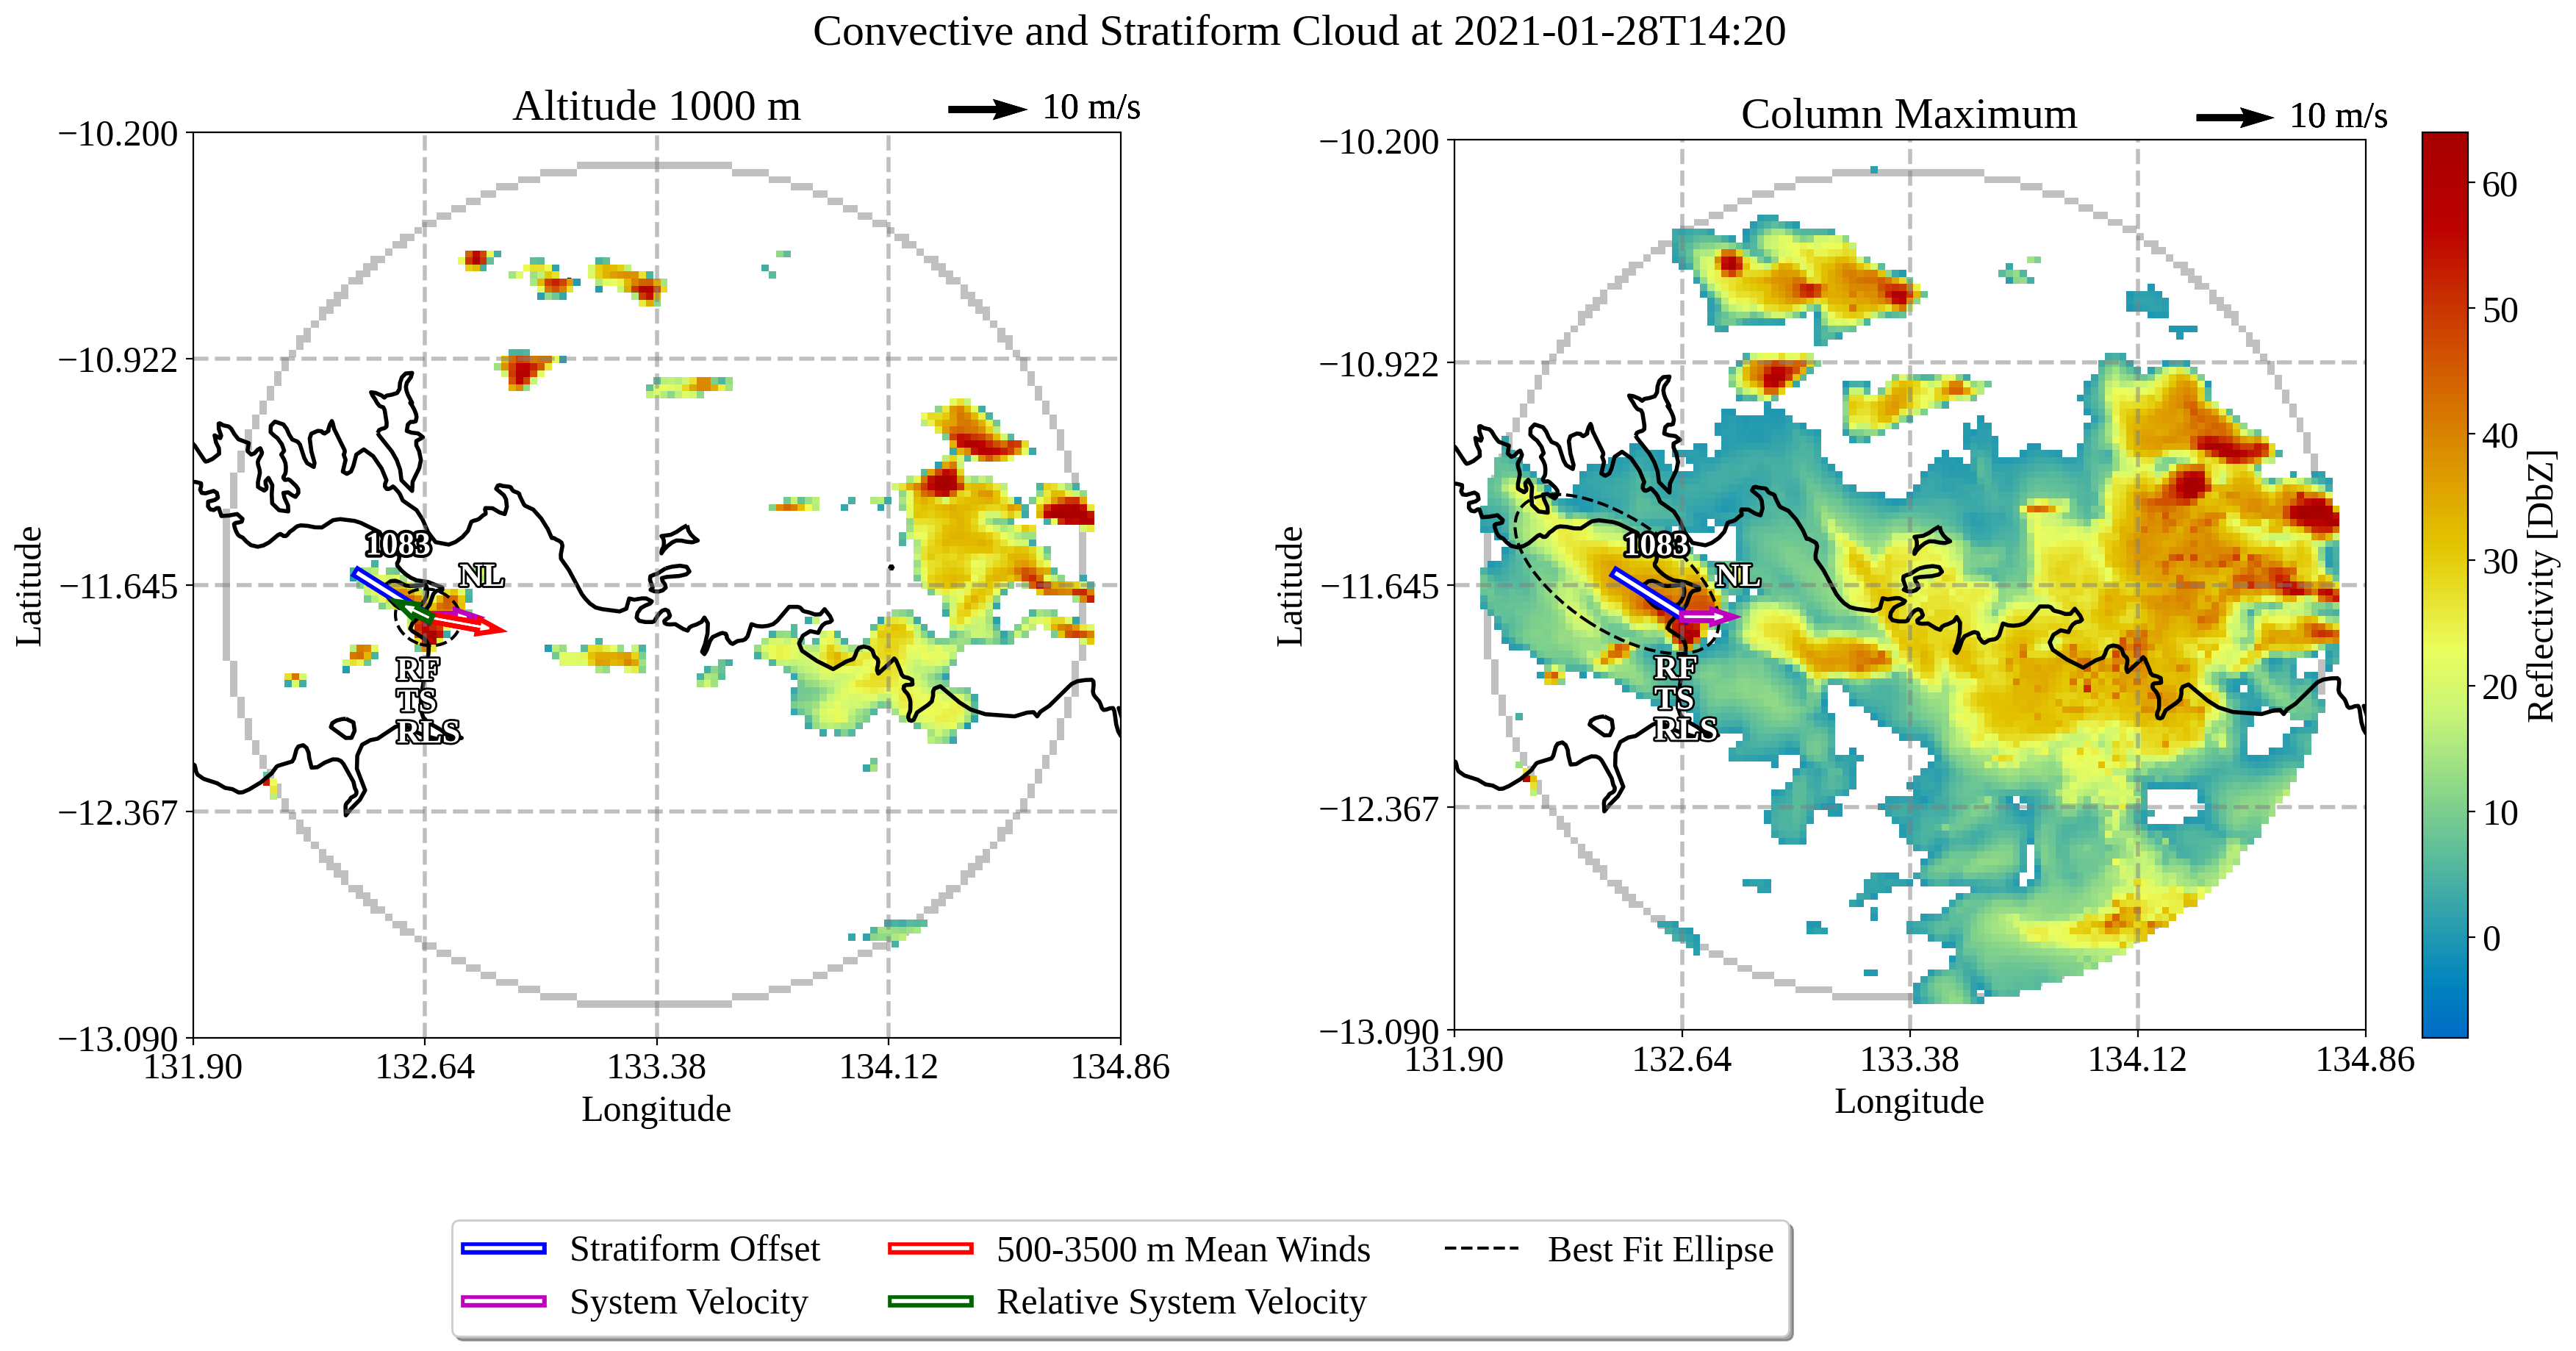 Convective and Stratiform Cloud at 2021-01-28T14:20
Altitude 1000 m
10 m/s
−10.200
−10.922
−11.645
−12.367
−13.090
Latitude
131.90
132.64
133.38
134.12
134.86
Longitude
1083
NL
RF
TS
RLS
Column Maximum
10 m/s
−10.200
−10.922
−11.645
−12.367
−13.090
Latitude
131.90
132.64
133.38
134.12
134.86
Longitude
1083
NL
RF
TS
RLS
60
50
40
30
20
10
0
Reflectivity [DbZ]
Stratiform Offset
System Velocity
500-3500 m Mean Winds
Relative System Velocity
Best Fit Ellipse